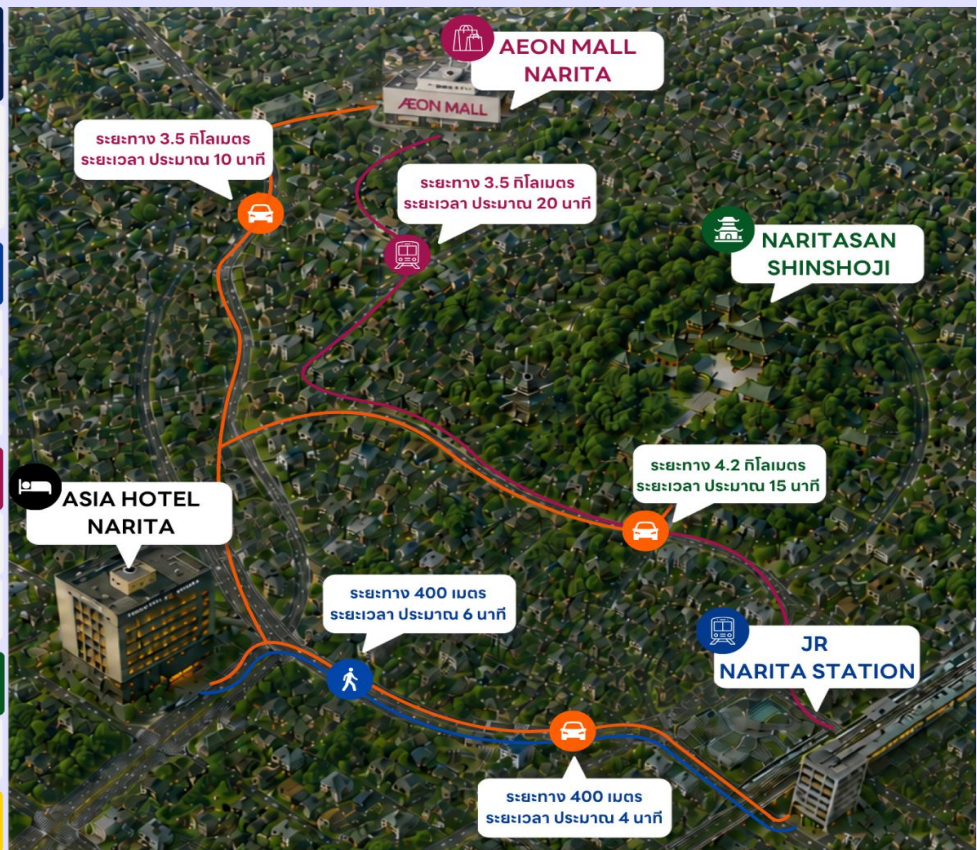 AEON MALL
NARITA
ÆON MALL
ระยะทาง 3.5 กิโลเมตร
ระยะเวลา ประมาณ 10 นาที
ระยะทาง 3.5 กิโลเมตร
ระยะเวลา ประมาณ 20 นาที
NARITASAN
SHINSHOJI
ระยะทาง 4.2 กิโลเมตร
ระยะเวลา ประมาณ 15 นาที
ASIA HOTEL
NARITA
ระยะทาง 400 เมตร
ระยะเวลา ประมาณ 6 นาที
JR
NARITA STATION
ระยะทาง 400 เมตร
ระยะเวลา ประมาณ 4 นาที